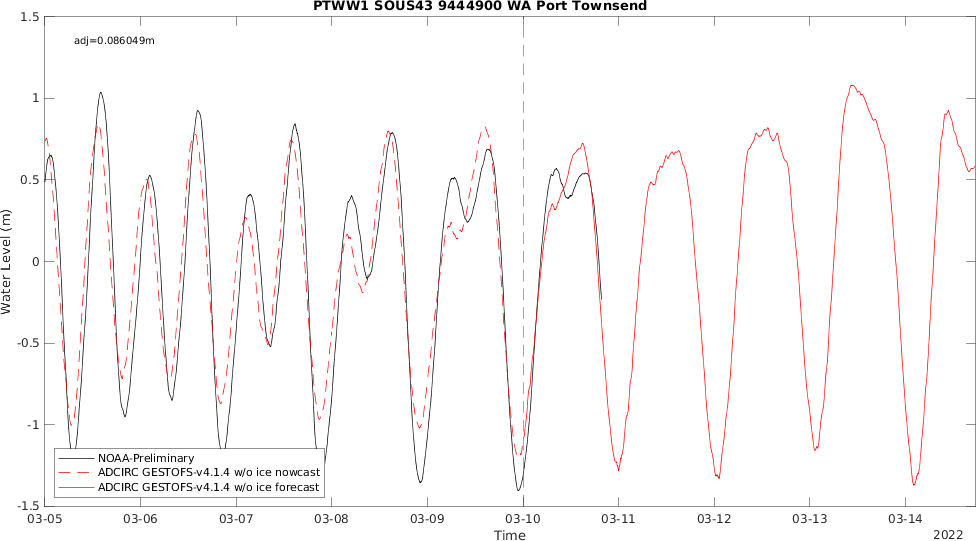 PTWW1 SOUS43 9444900 WA Port Townsend
adj=0.086049m
Water Level (m)
1.5
1
0.5
0
-0.5
-1
-1.5
NOAA-Preliminary
ADCIRC GESTOFS-v4.1.4 w/o ice nowcast
ADCIRC GESTOFS-v4.1.4 w/o ice forecast
03-05 03-06 03-07 03-08 03-09 03-10 03-11 03-12 03-13 03-14
Time
2022